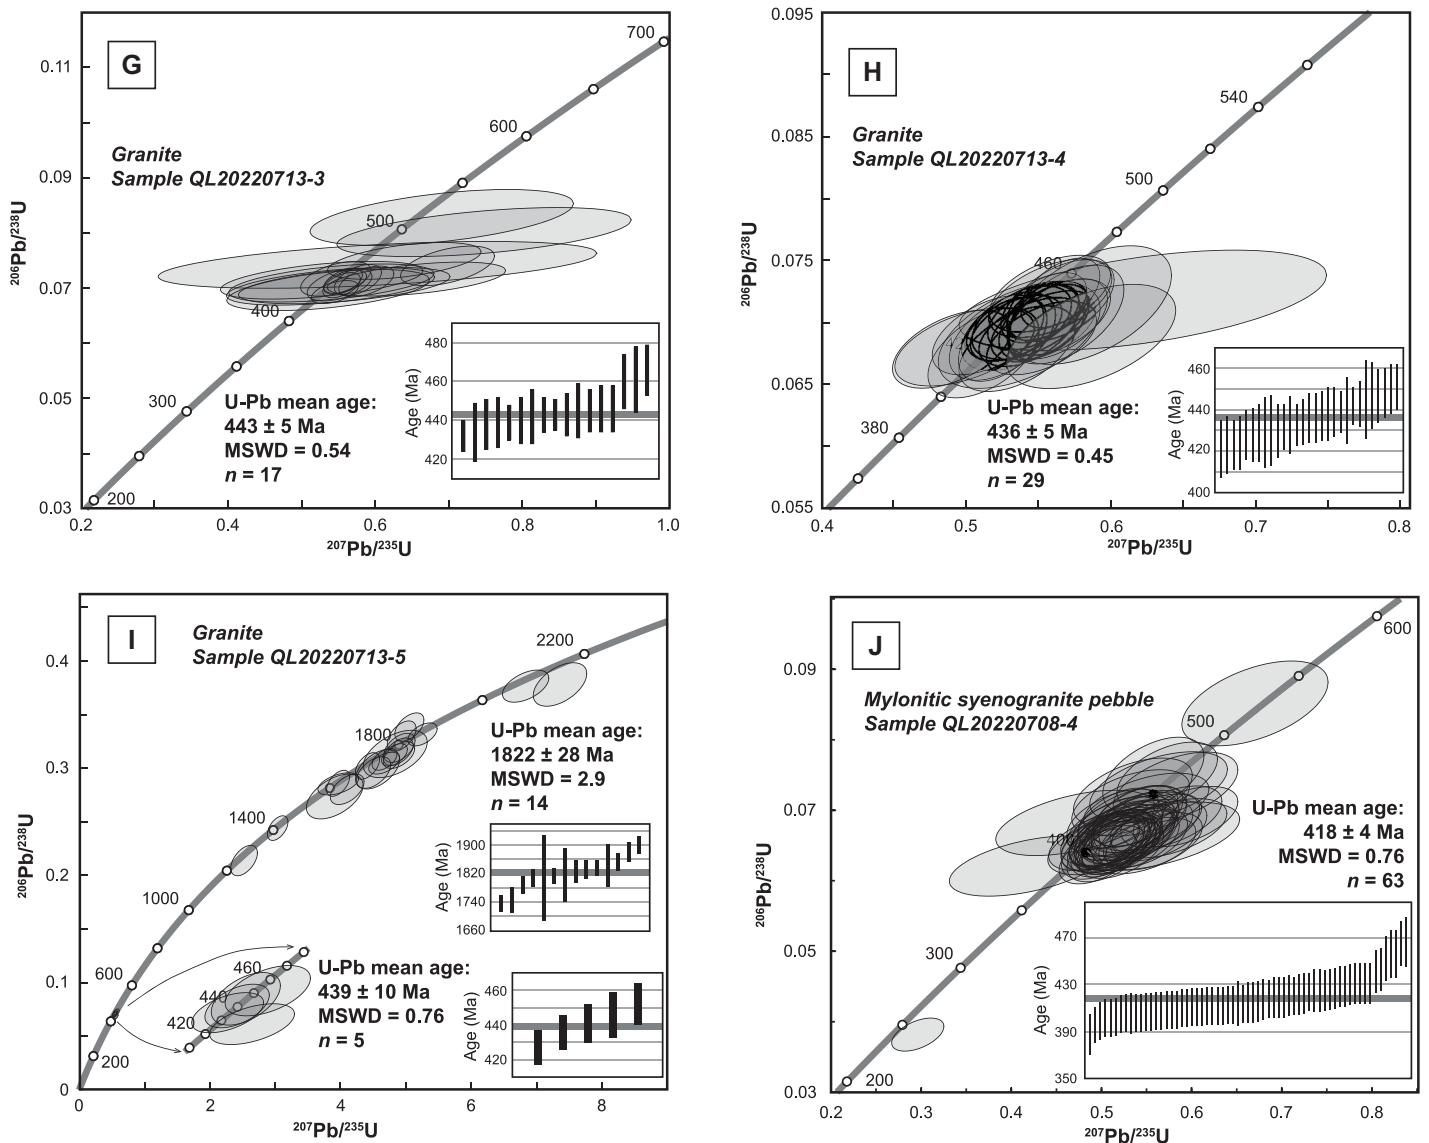 G
Granite
Sample QL20220713-3
0.11
0.09
0.07
0.05
0.03
206Pb/238U
700
600
500
400
300
200
U-Pb mean age:
443 ± 5 Ma
MSWD = 0.54
n = 17
Age (Ma)
480
460
440
420
0.2
0.4
0.6
0.8
1.0
207Pb/235U
H
Granite
Sample QL20220713-4
0.095
0.085
0.075
0.065
0.055
206Pb/238U
540
500
460
380
U-Pb mean age:
436 ± 5 Ma
MSWD = 0.45
n = 29
Age (Ma)
460
440
420
400
0.4
0.5
0.6
0.7
0.8
207Pb/235U
I
Granite
Sample QL20220713-5
0.4
0.3
0.2
0.1
0
206Pb/238U
2200
1800
1400
1000
600
200
U-Pb mean age:
1822 ± 28 Ma
MSWD = 2.9
n = 14
Age (Ma)
1900
1820
1740
1660
460
440
420
U-Pb mean age:
439 ± 10 Ma
MSWD = 0.76
n = 5
Age (Ma)
460
440
420
0
2
4
6
8
207Pb/235U
J
Mylonitic syenogranite pebble
Sample QL20220708-4
0.09
0.07
0.05
0.03
206Pb/238U
600
500
400
300
200
U-Pb mean age:
418 ± 4 Ma
MSWD = 0.76
n = 63
Age (Ma)
470
430
390
350
0.2
0.3
0.4
0.5
0.6
0.7
0.8
207Pb/235U